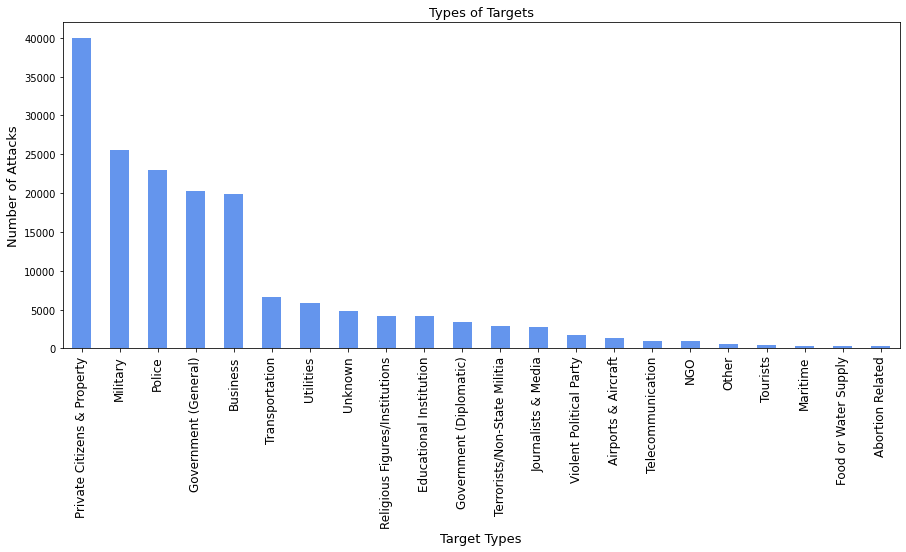 Types of Targets
Number of Attacks
40000
35000
30000
25000
20000
15000
10000
5000
0
Private Citizens & Property
Military
Police
Government (General)
Business
Transportation
Utilities
Unknown
Religious Figures/Institutions
Educational Institution
Government (Diplomatic)
Terrorists/Non-State Militia
Journalists & Media
Violent Political Party
Airports & Aircraft
Telecommunication
NGO
Other
Tourists
Maritime
Food or Water Supply
Abortion Related
Target Types